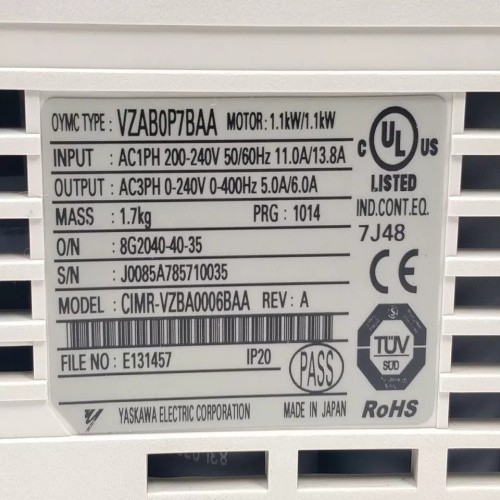 OYMC TYPE : VZAB0P7BAA MOTOR: 1.1kW/1.1kW
INPUT : AC1PH 200-240V 50/60Hz 11.0A/13.8A
OUTPUT : AC3PH 0-240V 0-400Hz 5.0A/6.0A
MASS : 1.7kg PRG : 1014
O/N : 8G2040-40-35
S/N : J0085A785710035
MODEL : CIMR-VZBA0006BAA REV : A
FILE NO : E131457 IP20
PASS
YASKAWA ELECTRIC CORPORATION MADE IN JAPAN
C UL US
LISTED
IND.CONT.EQ.
7J48
CE
TÜV
SÜD
RoHS